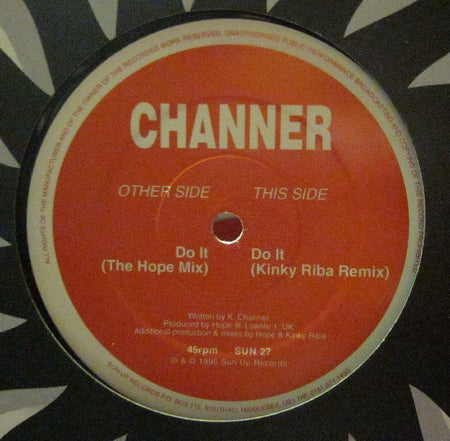 ALL RIGHTS OF THE MANUFACTURER AND OF THE OWNER OF THE RECORDED WORK RESERVED. UNAUTHORISED PUBLIC PERFORMANCE BROADCASTING AND COPYING OF THIS RECORD PROHIBITED
CHANNER
OTHER SIDE THIS SIDE
Do It Do It
(The Hope Mix) (Kinky Riba Remix)
Written by K. Channer.
Produced by Hope @ Lowlife 1. UK.
Additional production & mixes by Hope & Kinky Riba.
45rpm SUN 27
℗ & © 1996 Sun Up Records
SUN-UP RECORDS P.O. BOX 112, SOUTHALL MIDDLESEX, UB1